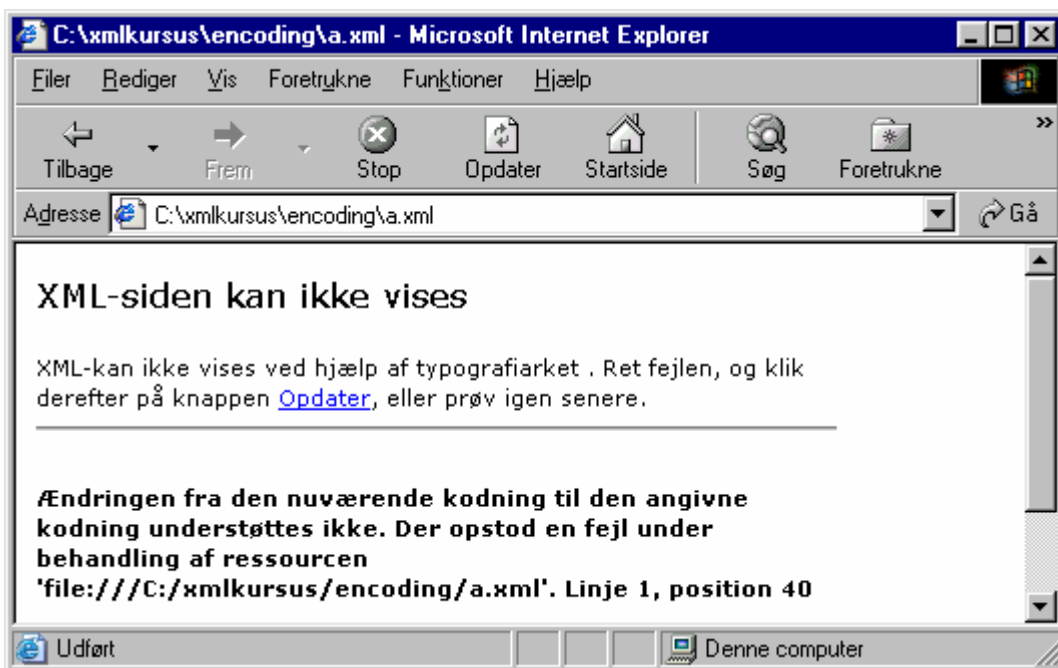 C:\xmlkursus\encoding\a.xml - Microsoft Internet Explorer
Filer Rediger Vis Foretrukne Funktioner Hjælp
Tilbage Frem Stop Opdater Startside Søg Foretrukne »
Adresse C:\xmlkursus\encoding\a.xml Gå
XML-siden kan ikke vises
XML-kan ikke vises ved hjælp af typografiarket . Ret fejlen, og klik
derefter på knappen Opdater, eller prøv igen senere.
Ændringen fra den nuværende kodning til den angivne
kodning understøttes ikke. Der opstod en fejl under
behandling af ressourcen
'file:///C:/xmlkursus/encoding/a.xml'. Linje 1, position 40
Udført Denne computer